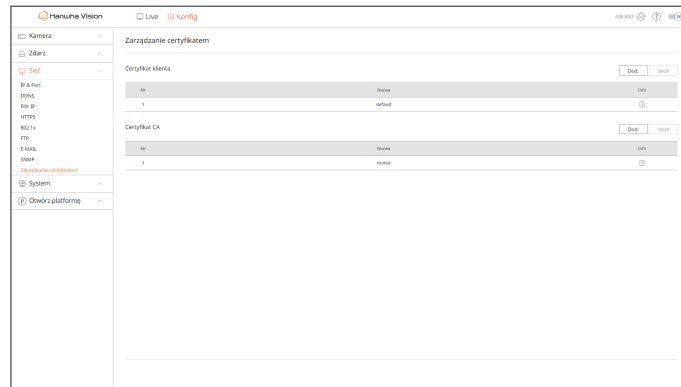 Hanwha Vision
Live
Konfig
Kamera
Zdarz.
Sieć
IP & Port
DDNS
Filtr IP
HTTPS
802.1x
FTP
E-MAIL
SNMP
Zarządzanie certyfikatem
System
Otwórz platformę
Zarządzanie certyfikatem
Certyfikat klienta
Dod. Usuń
Nr Nazwa Info
1 default
Certyfikat CA
Dod. Usuń
Nr Nazwa Info
1 rootca